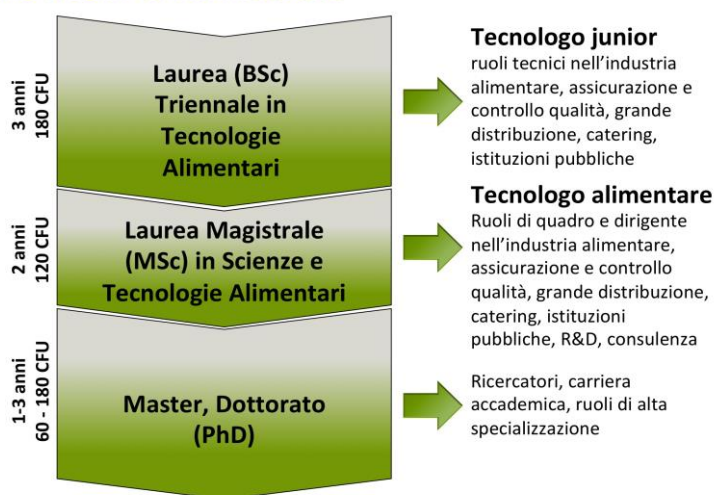 3 anni
180 CFU
Laurea (BSc)
Triennale in
Tecnologie
Alimentari
Tecnologo junior
ruoli tecnici nell’industria
alimentare, assicurazione e
controllo qualità, grande
distribuzione, catering,
istituzioni pubbliche
2 anni
120 CFU
Laurea Magistrale
(MSc) in Scienze e
Tecnologie Alimentari
Tecnologo alimentare
Ruoli di quadro e dirigente
nell’industria alimentare,
assicurazione e controllo
qualità, grande distribuzione,
catering, istituzioni
pubbliche, R&D, consulenza
1-3 anni
60 - 180 CFU
Master, Dottorato
(PhD)
Ricercatori, carriera
accademica, ruoli di alta
specializzazione